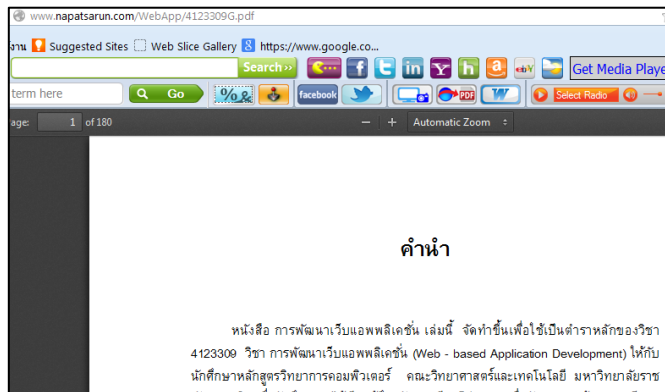 www.napatsarun.com/WebApp/4123309G.pdf
งาน Suggested Sites Web Slice Gallery https://www.google.co...
Search»» f t in Y h a ebY Get Media Playe
term here Go %& facebook PDF W Select Radio
age: 1 of 180 − + Automatic Zoom
คำนำ
หนังสือ การพัฒนาเว็บแอพพลิเคชั่น เล่มนี้ จัดทำขึ้นเพื่อใช้เป็นตำราหลักของวิชา
4123309 วิชา การพัฒนาเว็บแอพพลิเคชั่น (Web - based Application Development) ให้กับ
นักศึกษาหลักสูตรวิทยาการคอมพิวเตอร์ คณะวิทยาศาสตร์และเทคโนโลยี มหาวิทาลัยราช